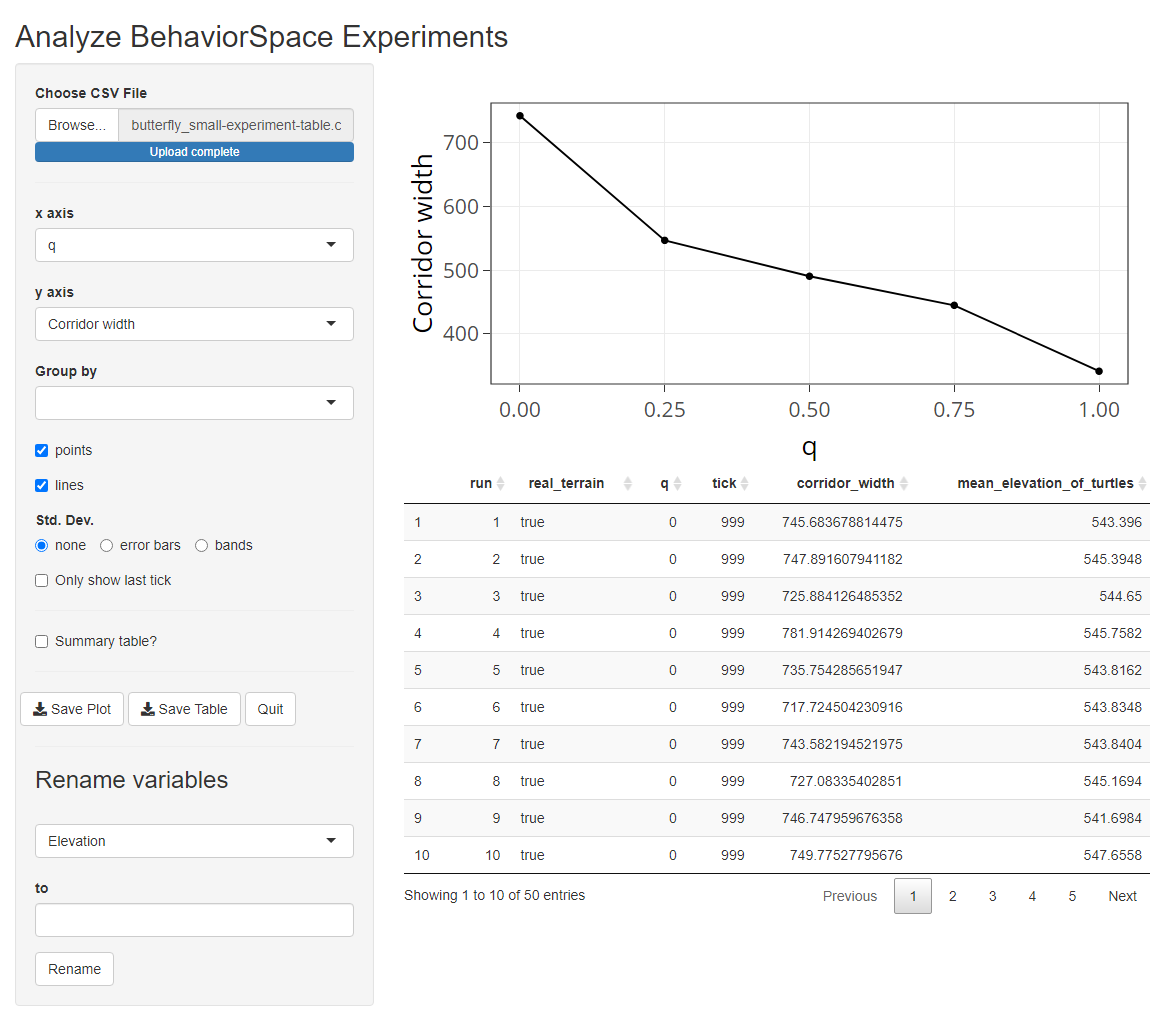 Analyze BehaviorSpace Experiments
Choose CSV File
Browse... butterfly_small-experiment-table.c
Upload complete
x axis
q
y axis
Corridor width
Group by
points
lines
Std. Dev.
none error bars bands
Only show last tick
Summary table?
Save Plot Save Table Quit
Rename variables
Elevation
to
Rename
Corridor width
700
600
500
400
0.00 0.25 0.50 0.75 1.00
q
run real_terrain q tick corridor_width mean_elevation_of_turtles
1 1 true 0 999 745.683678814475 543.396
2 2 true 0 999 747.891607941182 545.3948
3 3 true 0 999 725.884126485352 544.65
4 4 true 0 999 781.914269402679 545.7582
5 5 true 0 999 735.754285651947 543.8162
6 6 true 0 999 717.724504230916 543.8348
7 7 true 0 999 743.582194521975 543.8404
8 8 true 0 999 727.08335402851 545.1694
9 9 true 0 999 746.747959676358 541.6984
10 10 true 0 999 749.77527795676 547.6558
Showing 1 to 10 of 50 entries
Previous 1 2 3 4 5 Next